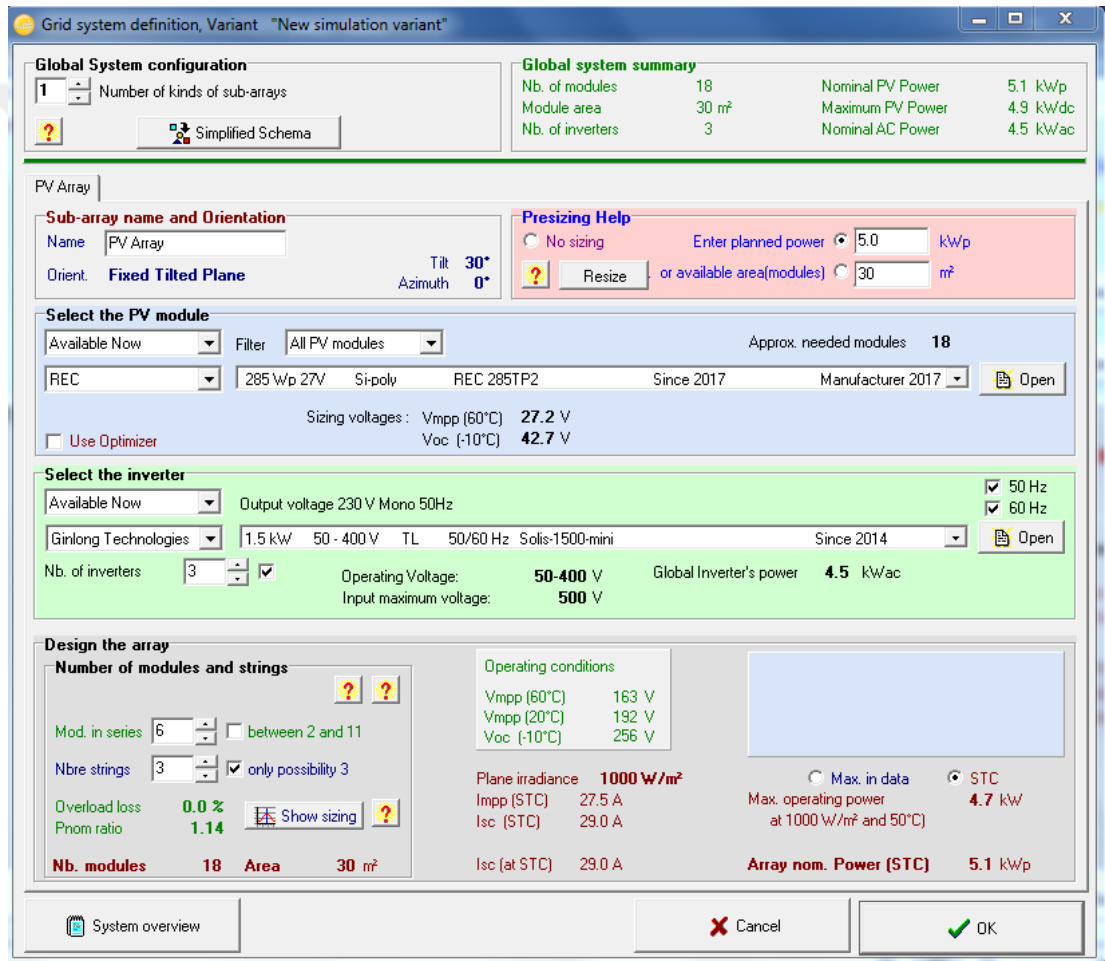 Grid system definition, Variant "New simulation variant"
Global System configuration
1 Number of kinds of sub-arrays
? Simplified Schema
Global system summary
Nb. of modules 18 Nominal PV Power 5.1 kWp
Module area 30 m² Maximum PV Power 4.9 kWdc
Nb. of inverters 3 Nominal AC Power 4.5 kWac
PV Array
Sub-array name and Orientation
Name PV Array
Orient. Fixed Tilted Plane
Tilt 30°
Azimuth 0°
Presizing Help
No sizing Enter planned power 5.0 kWp
? Resize or available area(modules) 30 m²
Select the PV module
Available Now Filter All PV modules Approx. needed modules 18
REC 285 Wp 27V Si-poly REC 285TP2 Since 2017 Manufacturer 2017 Open
Sizing voltages : Vmpp (60°C) 27.2 V
Use Optimizer Voc (-10°C) 42.7 V
Select the inverter
Available Now Output voltage 230 V Mono 50Hz
50 Hz
60 Hz
Ginlong Technologies 1.5 kW 50 - 400 V TL 50/60 Hz Solis-1500-mini Since 2014 Open
Nb. of inverters 3 Operating Voltage: 50-400 V Global Inverter's power 4.5 kWac
Input maximum voltage: 500 V
Design the array
Number of modules and strings
? ?
Mod. in series 6 between 2 and 11
Nbre strings 3 only possibility 3
Overload loss 0.0 %
Pnom ratio 1.14
Show sizing ?
Nb. modules 18 Area 30 m²
Operating conditions
Vmpp (60°C) 163 V
Vmpp (20°C) 192 V
Voc (-10°C) 256 V
Plane irradiance 1000 W/m²
Impp (STC) 27.5 A
Isc (STC) 29.0 A
Isc (at STC) 29.0 A
Max. in data STC
Max. operating power 4.7 kW
at 1000 W/m² and 50°C)
Array nom. Power (STC) 5.1 kWp
System overview
Cancel
OK